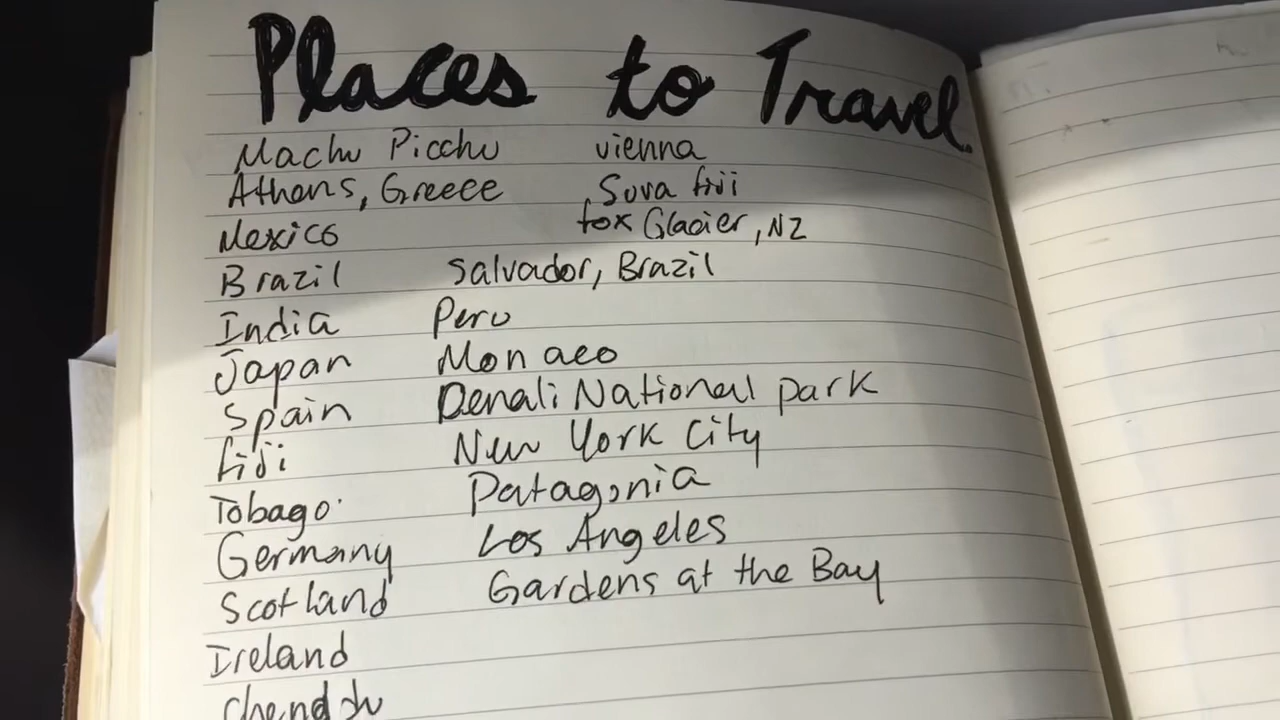 Places to Travel.
Machu Picchu vienna
Athens, Greece Suva fiji
Mexico fox Glacier, NZ
Brazil Salvador, Brazil
India Peru
Japan Monaco
Spain Denali National park
fiji New York City
Tobago Patagonia
Germany Los Angeles
Scotland Gardens at the Bay
Ireland
Chengdu